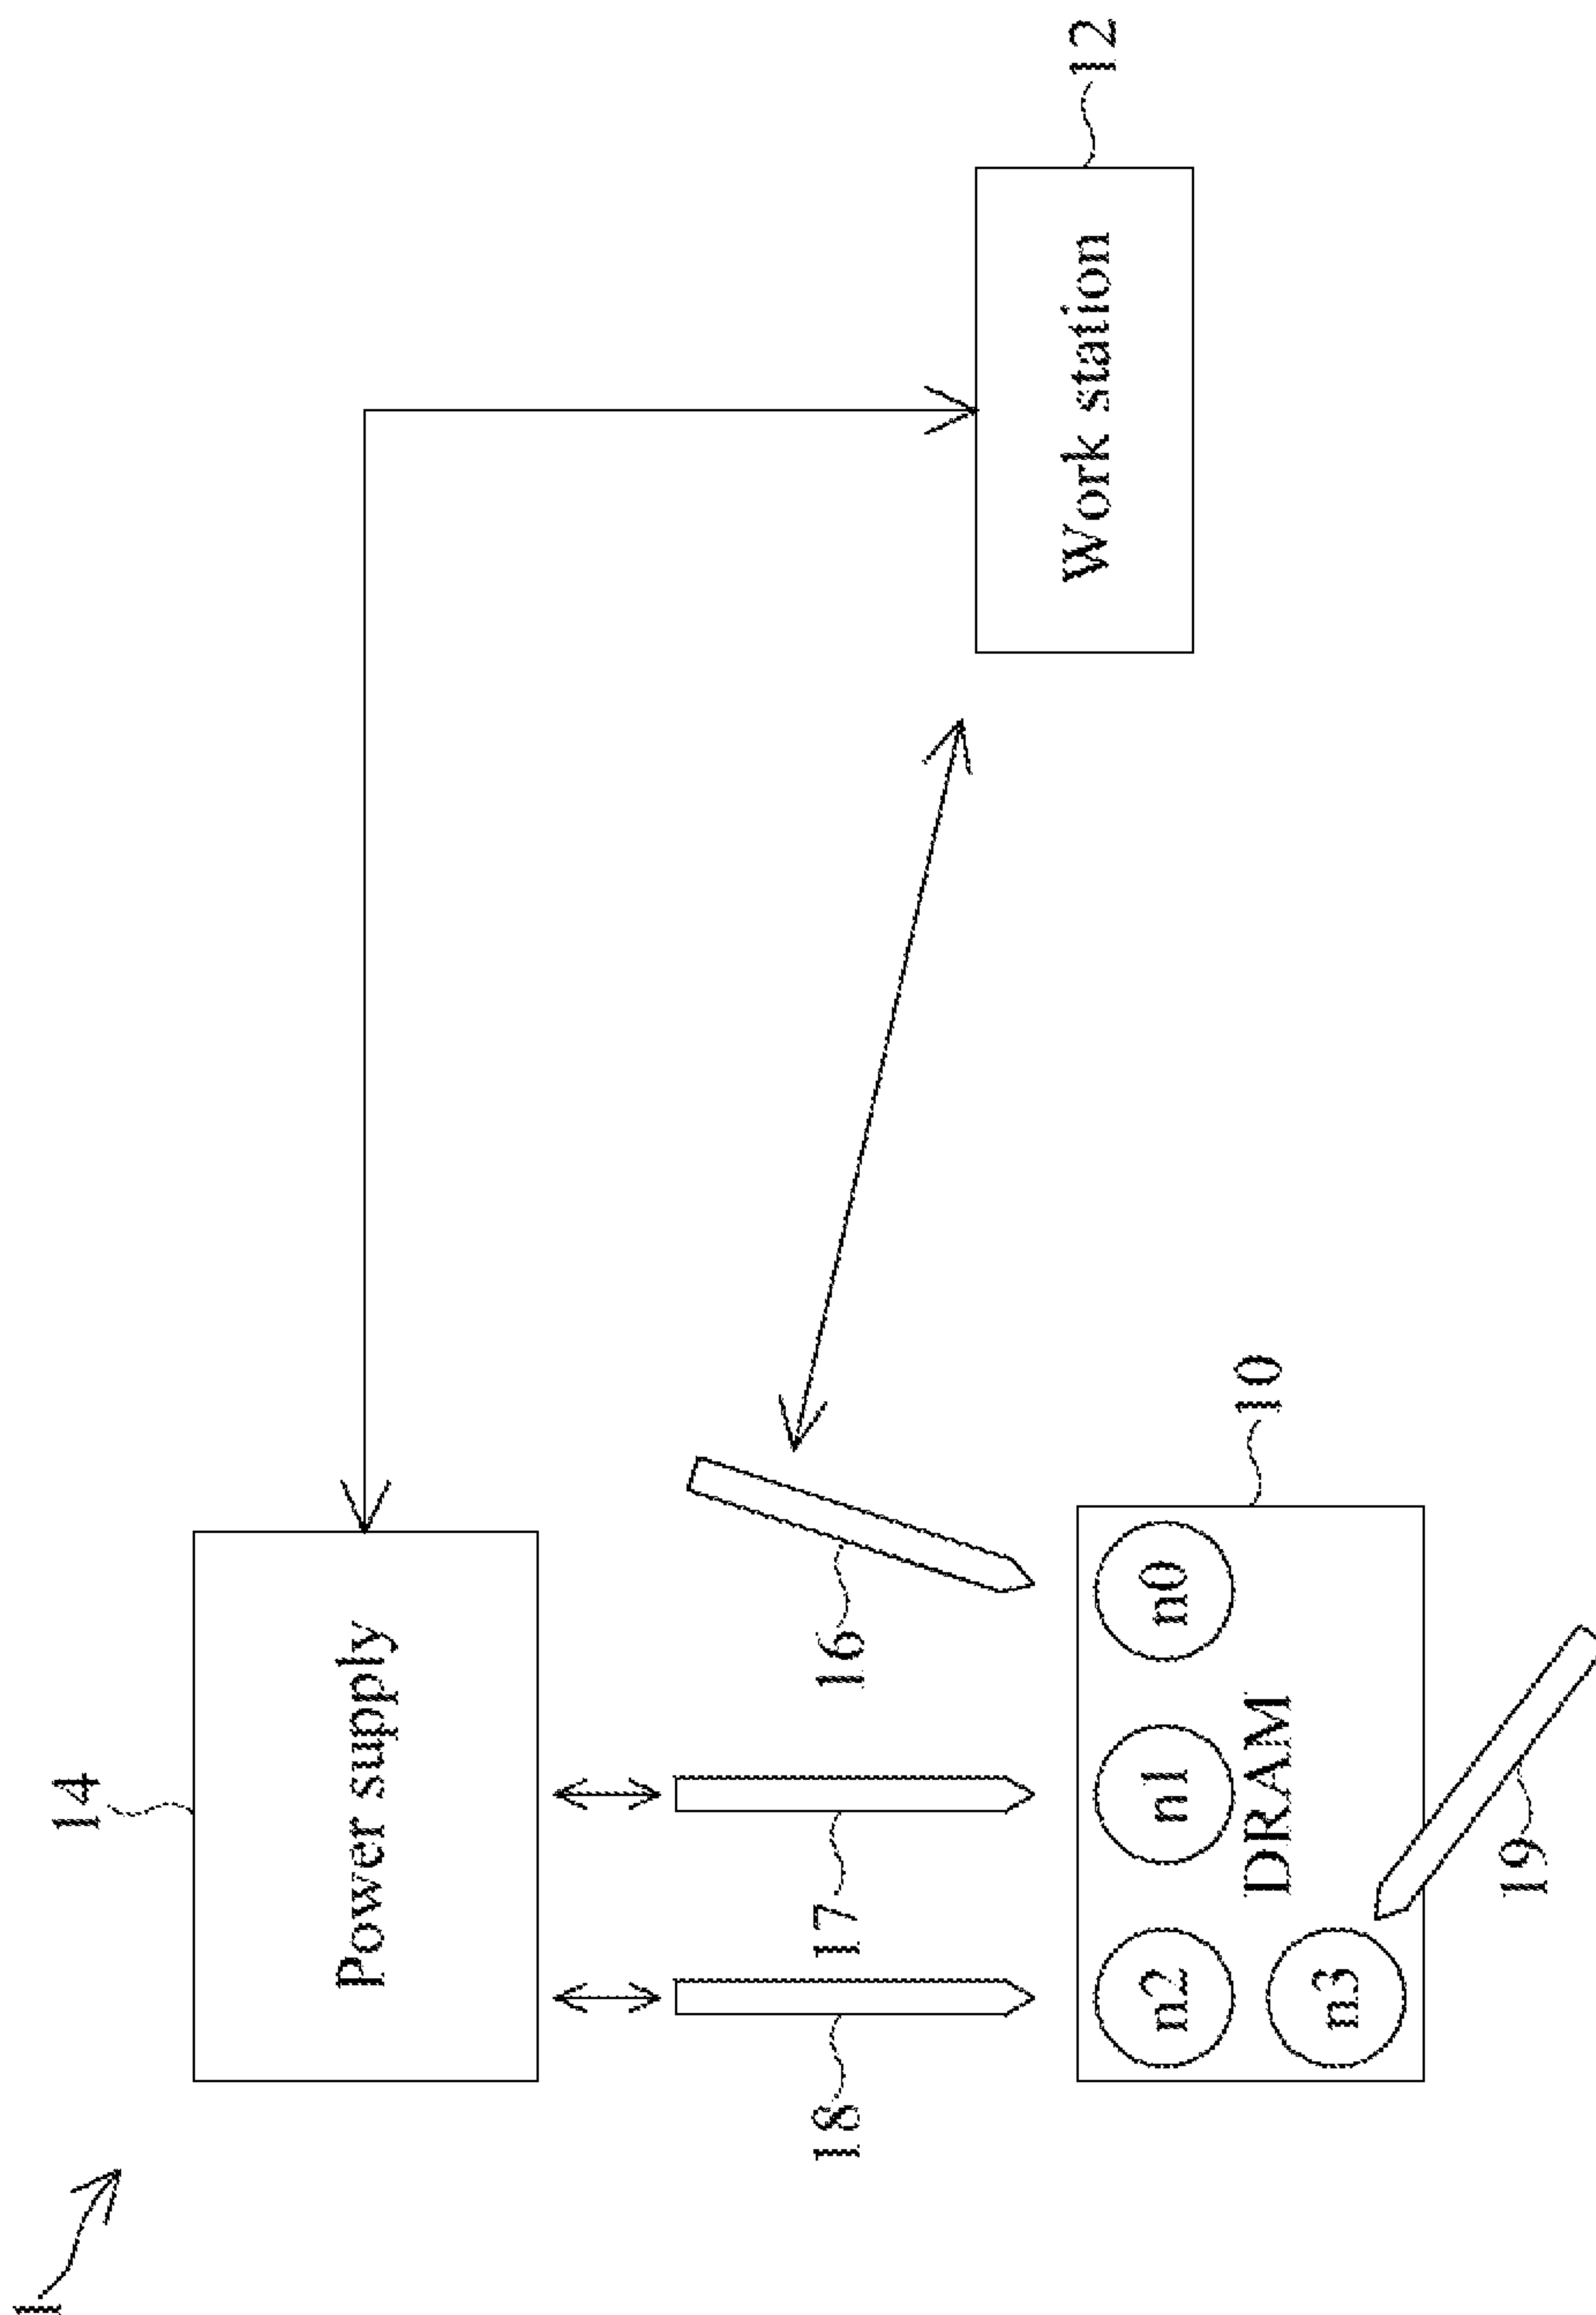 1
14
Power supply
18
17
16
n2
n1
n0
n3
DRAM
10
19
Work station
12